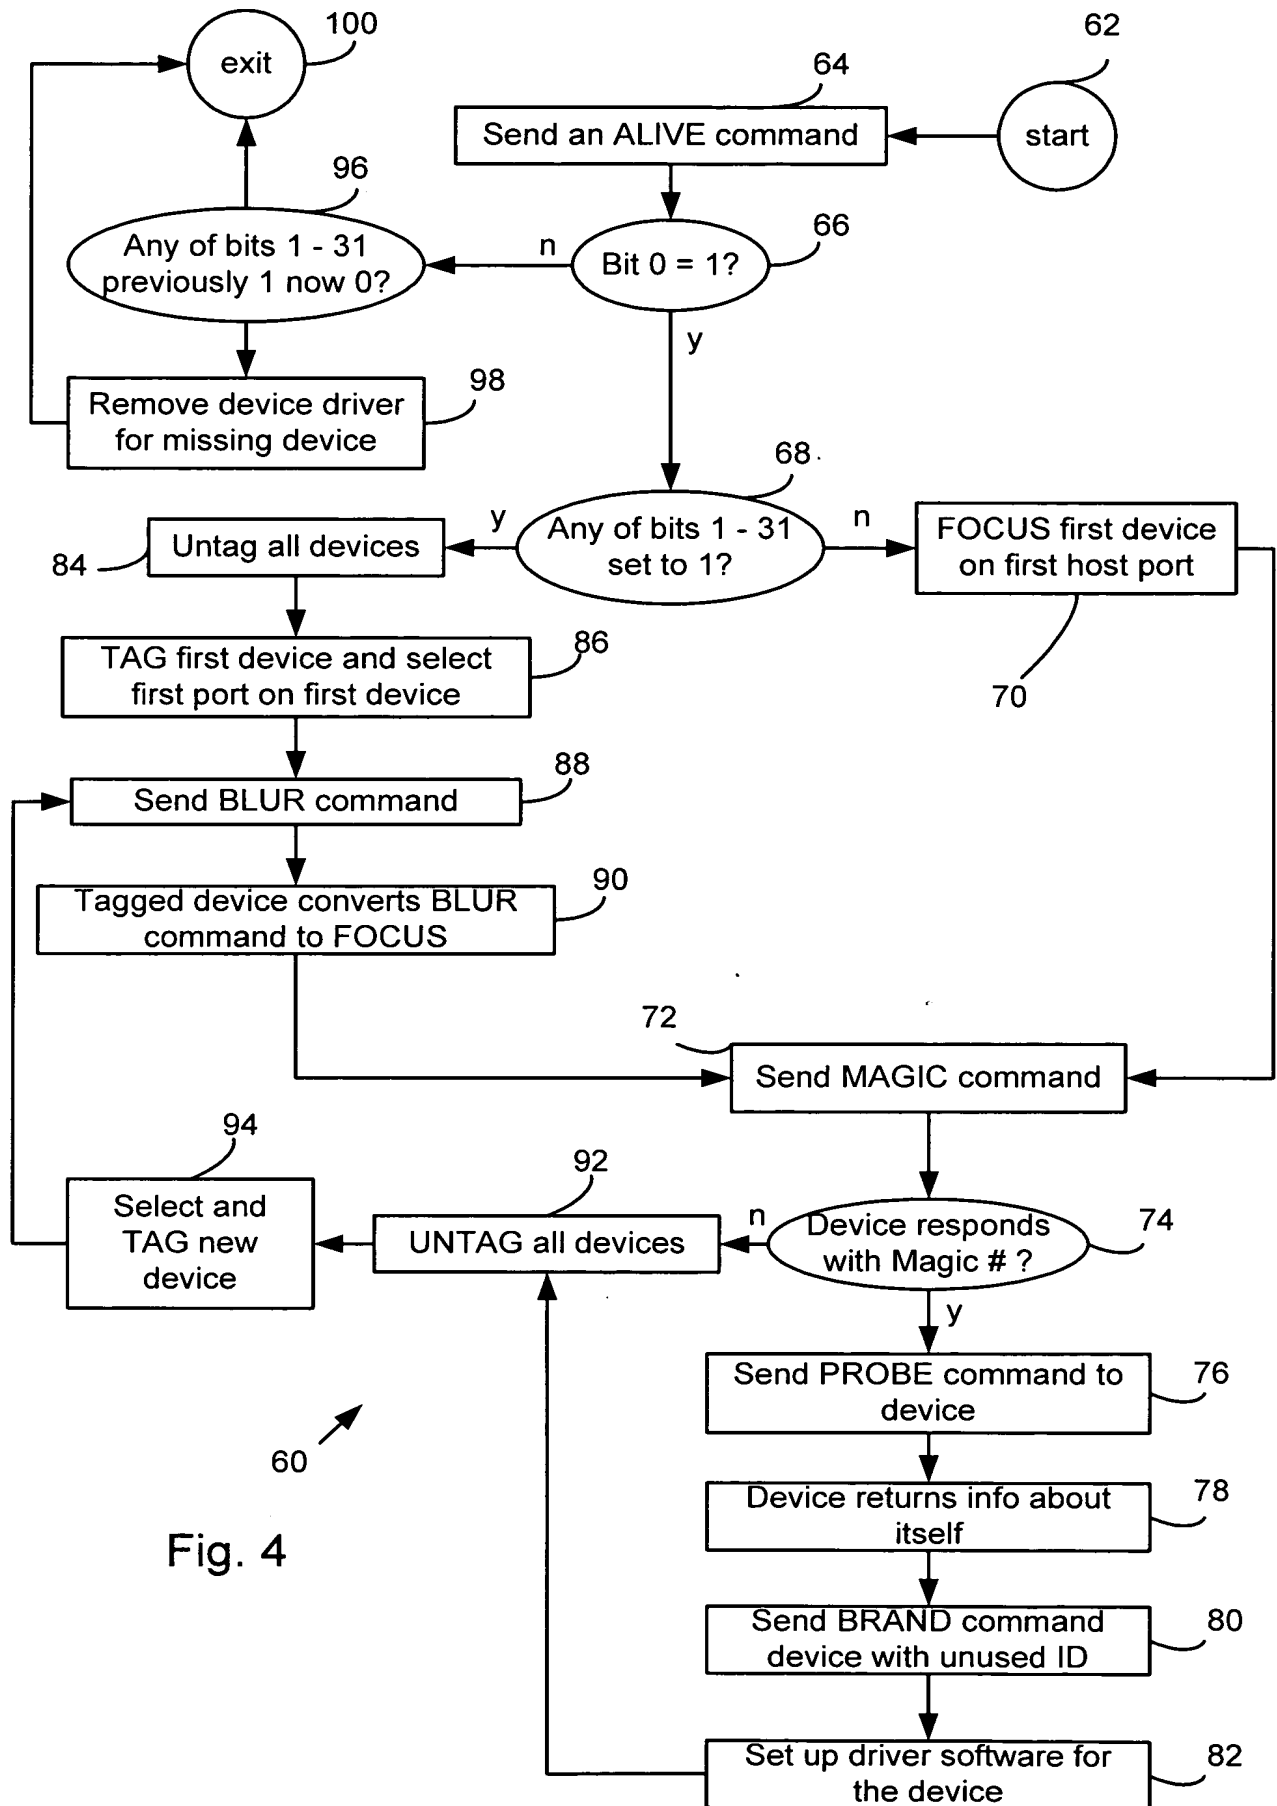 100
exit
62
64
Send an ALIVE command
start
96
Any of bits 1 - 31
previously 1 now 0?
n
Bit 0 = 1?
66
y
98
Remove device driver
for missing device
68
y
Any of bits 1 - 31
set to 1?
n
FOCUS first device
on first host port
Untag all devices
84
86
TAG first device and select
first port on first device
70
88
Send BLUR command
90
Tagged device converts BLUR
command to FOCUS
72
Send MAGIC command
94
Select and
TAG new
device
92
UNTAG all devices
n
Device responds
with Magic # ?
74
y
Send PROBE command to
device
76
60
Device returns info about
itself
78
Fig. 4
Send BRAND command
device with unused ID
80
Set up driver software for
the device
82